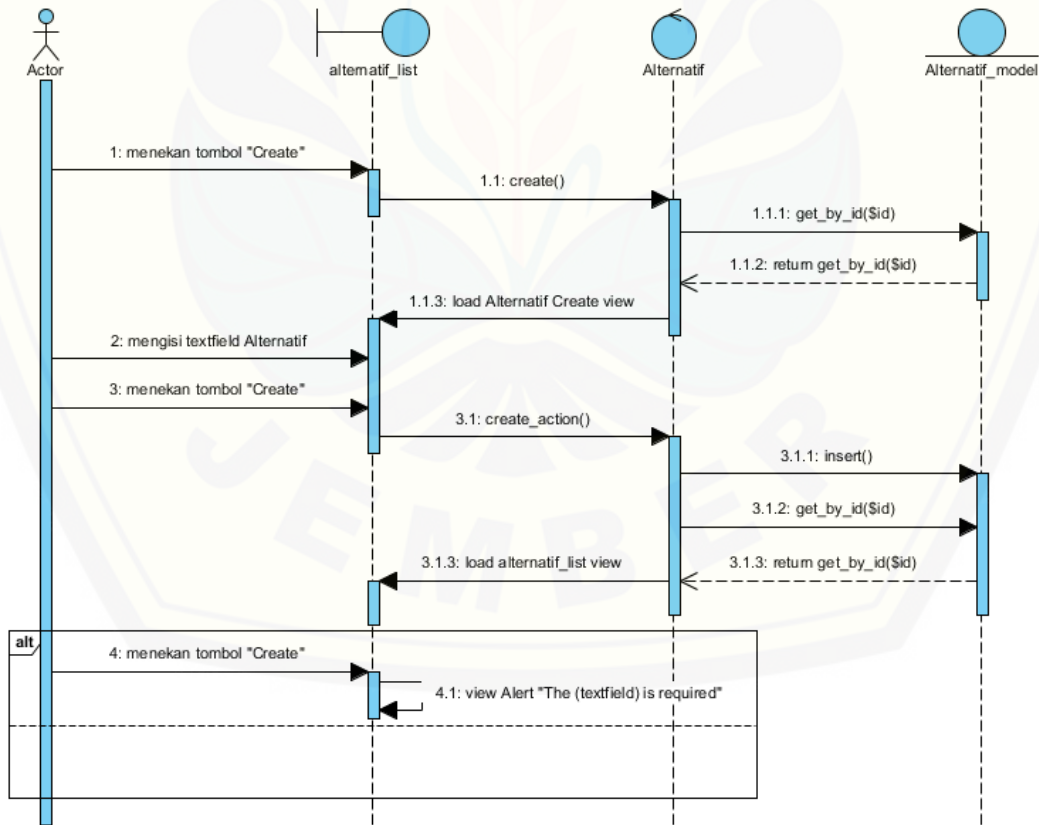 Actor
alternatif_list
Alternatif
Alternatif_model
1: menekan tombol "Create"
1.1: create()
1.1.1: get_by_id($id)
1.1.2: return get_by_id($id)
1.1.3: load Alternatif Create view
2: mengisi textfield Alternatif
3: menekan tombol "Create"
3.1: create_action()
3.1.1: insert()
3.1.2: get_by_id($id)
3.1.3: load alternatif_list view
3.1.3: return get_by_id($id)
JEMBER
alt
4: menekan tombol "Create"
4.1: view Alert "The (textfield) is required"